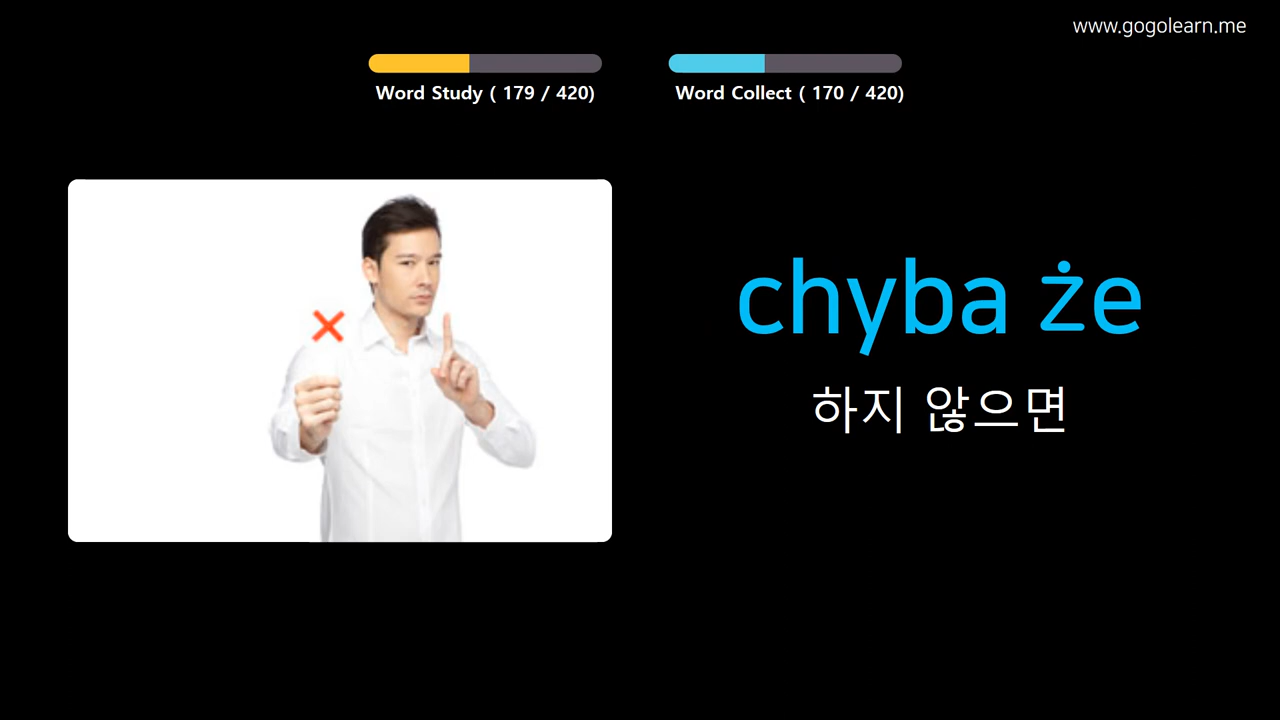 www.gogolearn.me
Word Study ( 179 / 420)
Word Collect ( 170 / 420)
chyba że
하지 않으면